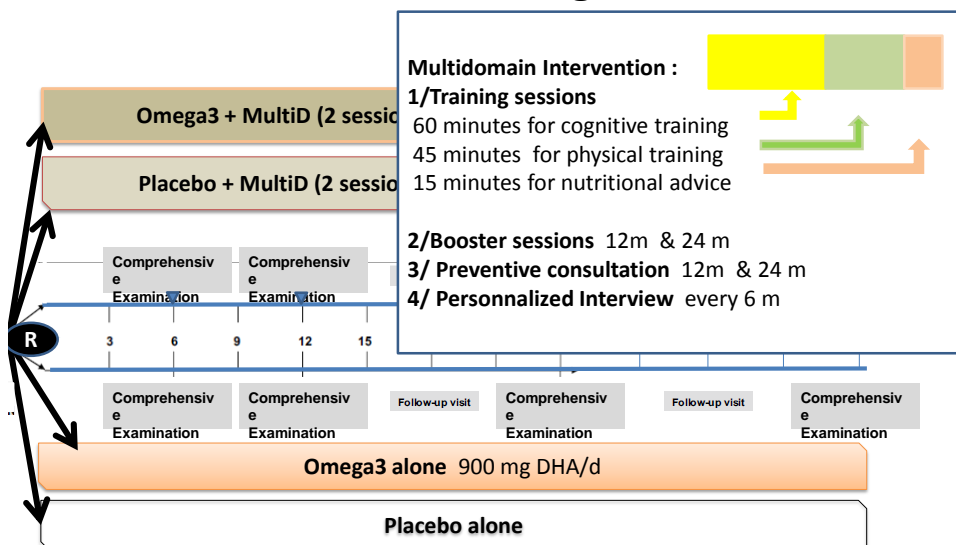 Multidomain Intervention :
1/Training sessions
60 minutes for cognitive training
45 minutes for physical training
15 minutes for nutritional advice
2/Booster sessions 12m & 24 m
3/ Preventive consultation 12m & 24 m
4/ Personnalized Interview every 6 m
Omega3 + MultiD (2 sessio
Placebo + MultiD (2 sessio
Comprehensiv
e
Examination
Comprehensiv
e
Examination
R
3 6 9 12 15
Comprehensiv
e
Examination
Comprehensiv
e
Examination
Follow-up visit
Comprehensiv
e
Examination
Follow-up visit
Comprehensiv
e
Examination
Omega3 alone 900 mg DHA/d
Placebo alone